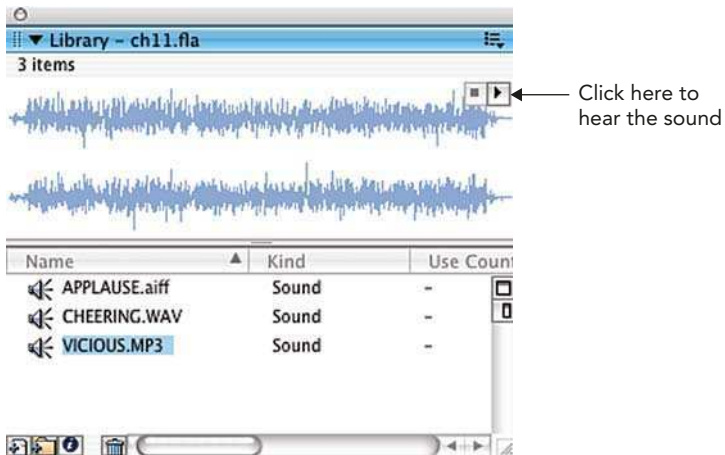 Library – ch11.fla
3 items
Click here to
hear the sound
Name Kind Use Count
APPLAUSE.aiff Sound -
CHEERING.WAV Sound -
VICIOUS.MP3 Sound -